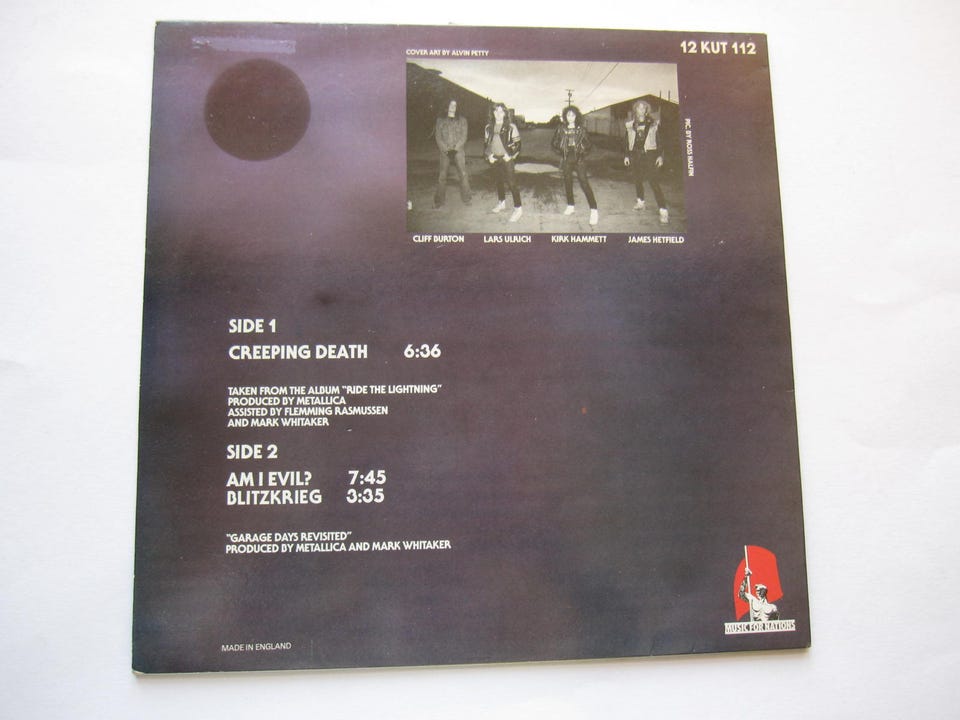 COVER ART BY ALVIN PETTY
12 KUT 112
PIC. BY ROSS HALFIN
CLIFF BURTON LARS ULRICH KIRK HAMMETT JAMES HETFIELD
SIDE 1
CREEPING DEATH 6:36
TAKEN FROM THE ALBUM "RIDE THE LIGHTNING"
PRODUCED BY METALLICA
ASSISTED BY FLEMMING RASMUSSEN
AND MARK WHITAKER
SIDE 2
AM I EVIL? 7:45
BLITZKRIEG 3:35
"GARAGE DAYS REVISITED"
PRODUCED BY METALLICA AND MARK WHITAKER
MUSIC FOR NATIONS
MADE IN ENGLAND